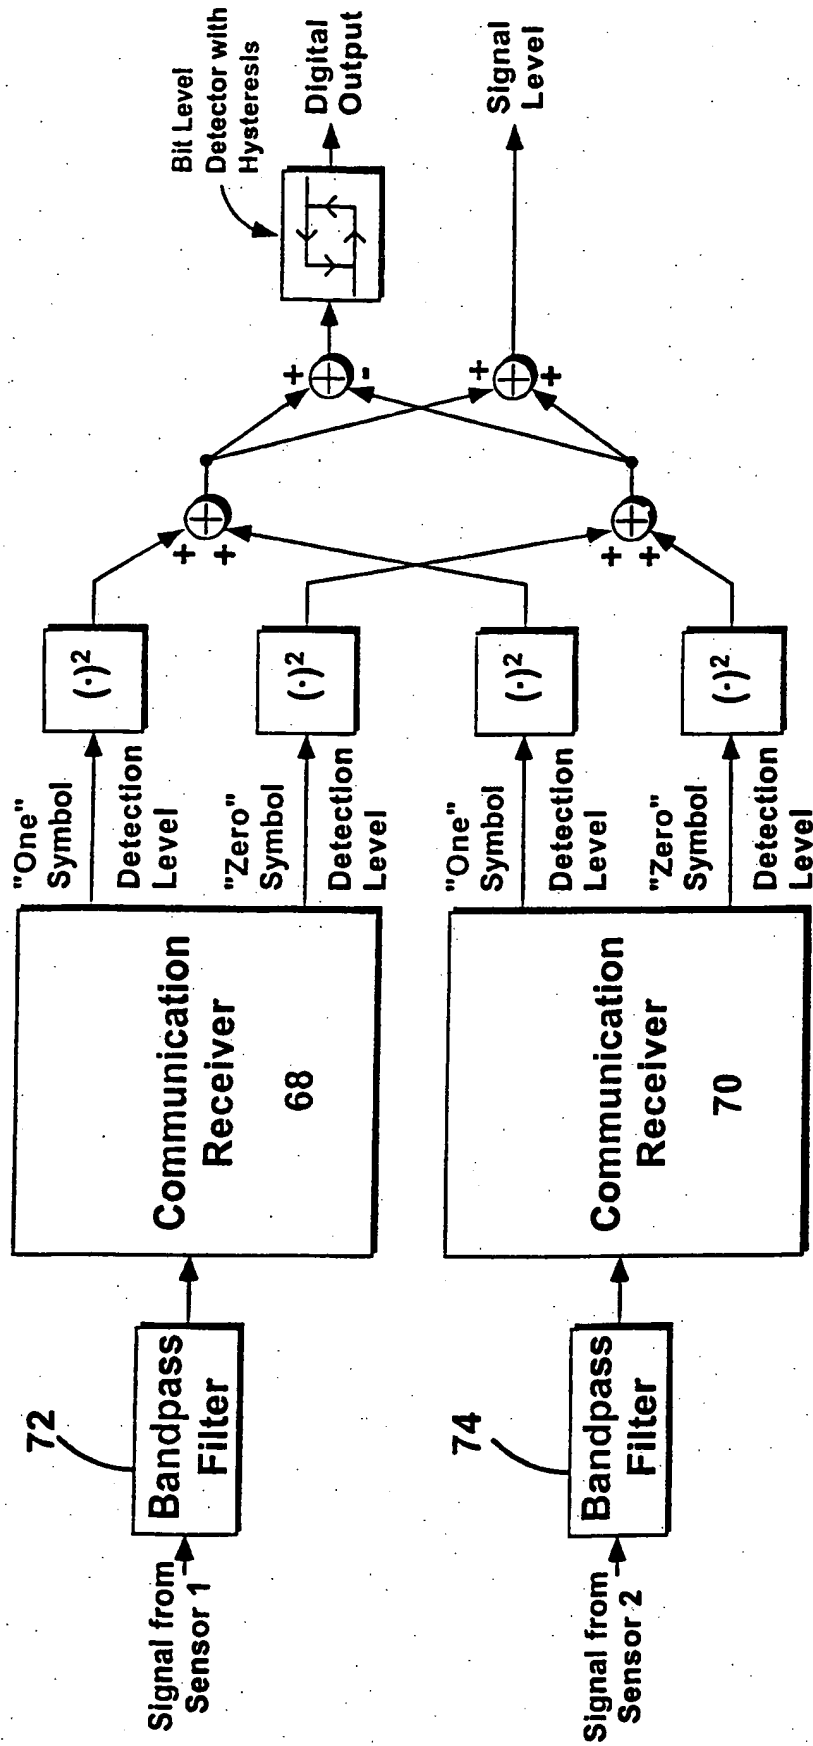 Signal from
Sensor 1
72
Bandpass
Filter
Communication
Receiver
68
"One"
Symbol
Detection
Level
"Zero"
Symbol
Detection
Level
(·)²
(·)²
+
+
Signal from
Sensor 2
74
Bandpass
Filter
Communication
Receiver
70
"One"
Symbol
Detection
Level
"Zero"
Symbol
Detection
Level
(·)²
(·)²
+
+
+
-
Bit Level
Detector with
Hysteresis
Digital
Output
+
+
Signal
Level